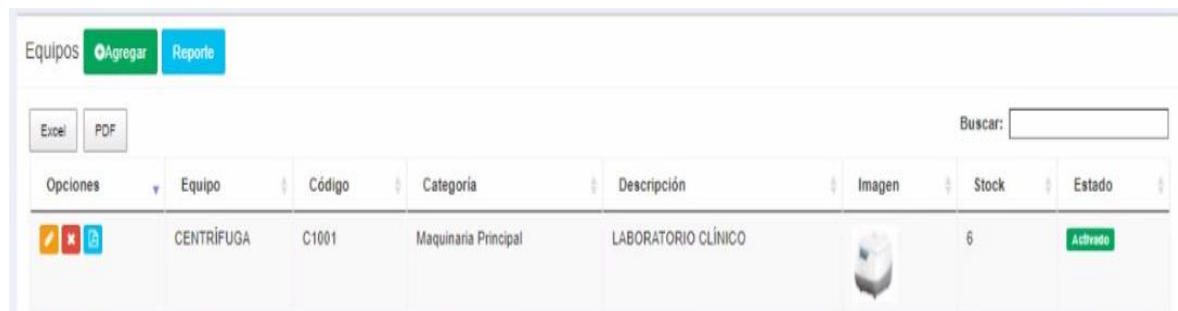 Equipos Agregar Reporte
Excel PDF Buscar:
Opciones Equipo Código Categoría Descripción Imagen Stock Estado
CENTRÍFUGA C1001 Maquinaria Principal LABORATORIO CLÍNICO 6 Activado